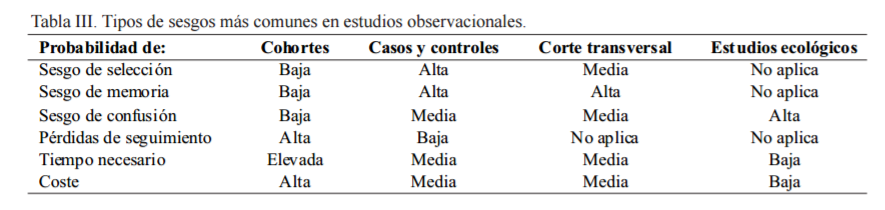 Tabla III. Tipos de sesgos más comunes en estudios observacionales.
Probabilidad de: Cohortes Casos y controles Corte transversal Estudios ecológicos
Sesgo de selección Baja Alta Media No aplica
Sesgo de memoria Baja Alta Alta No aplica
Sesgo de confusión Baja Media Media Alta
Pérdidas de seguimiento Alta Baja No aplica No aplica
Tiempo necesario Elevada Media Media Baja
Coste Alta Media Media Baja